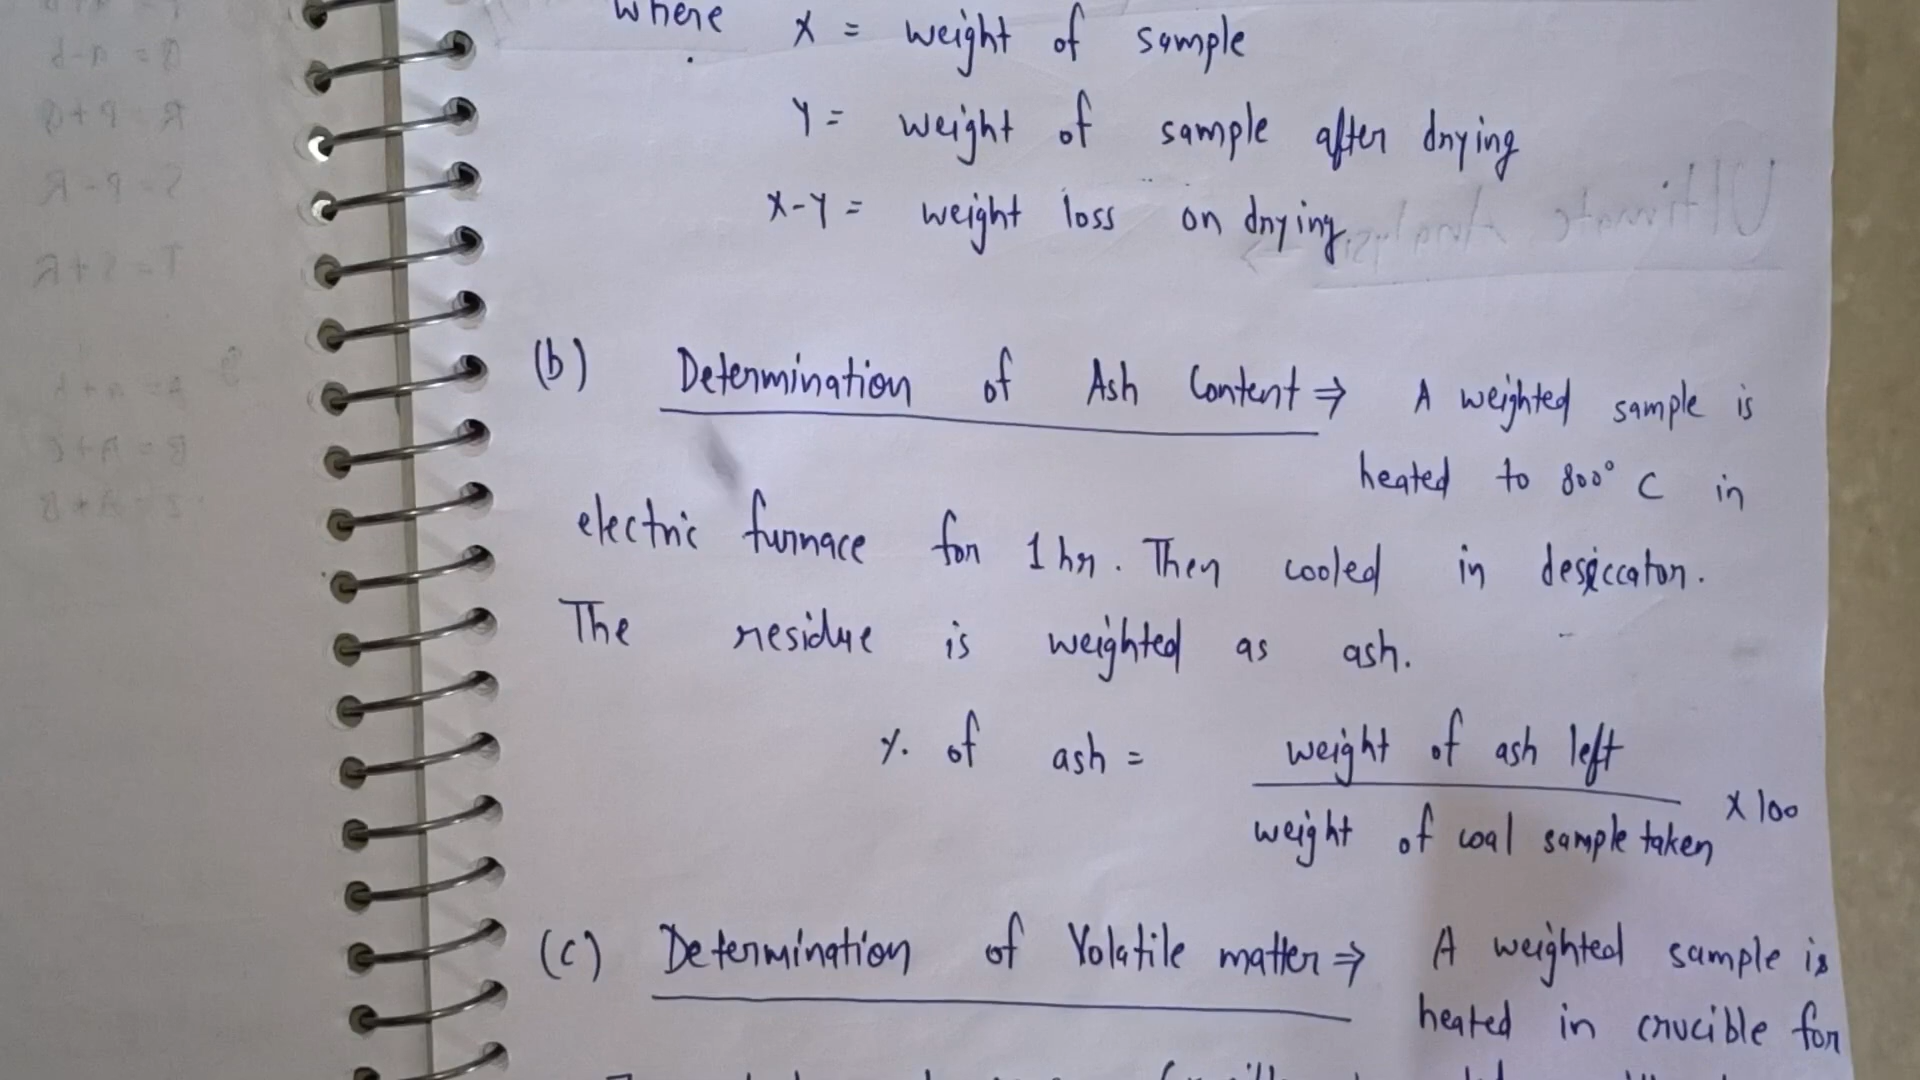 where X = weight of sample
Y = weight of sample after drying
X-Y = weight loss on drying
(b) Determination of Ash Content ⇒ A weighted sample is
heated to 800° C in
electric furnace for 1 hr. Then cooled in desiccator.
The residue is weighted as ash.
% of ash = weight of ash left
weight of coal sample taken × 100
(c) Determination of Volatile matter ⇒ A weighted sample is
heated in crucible for